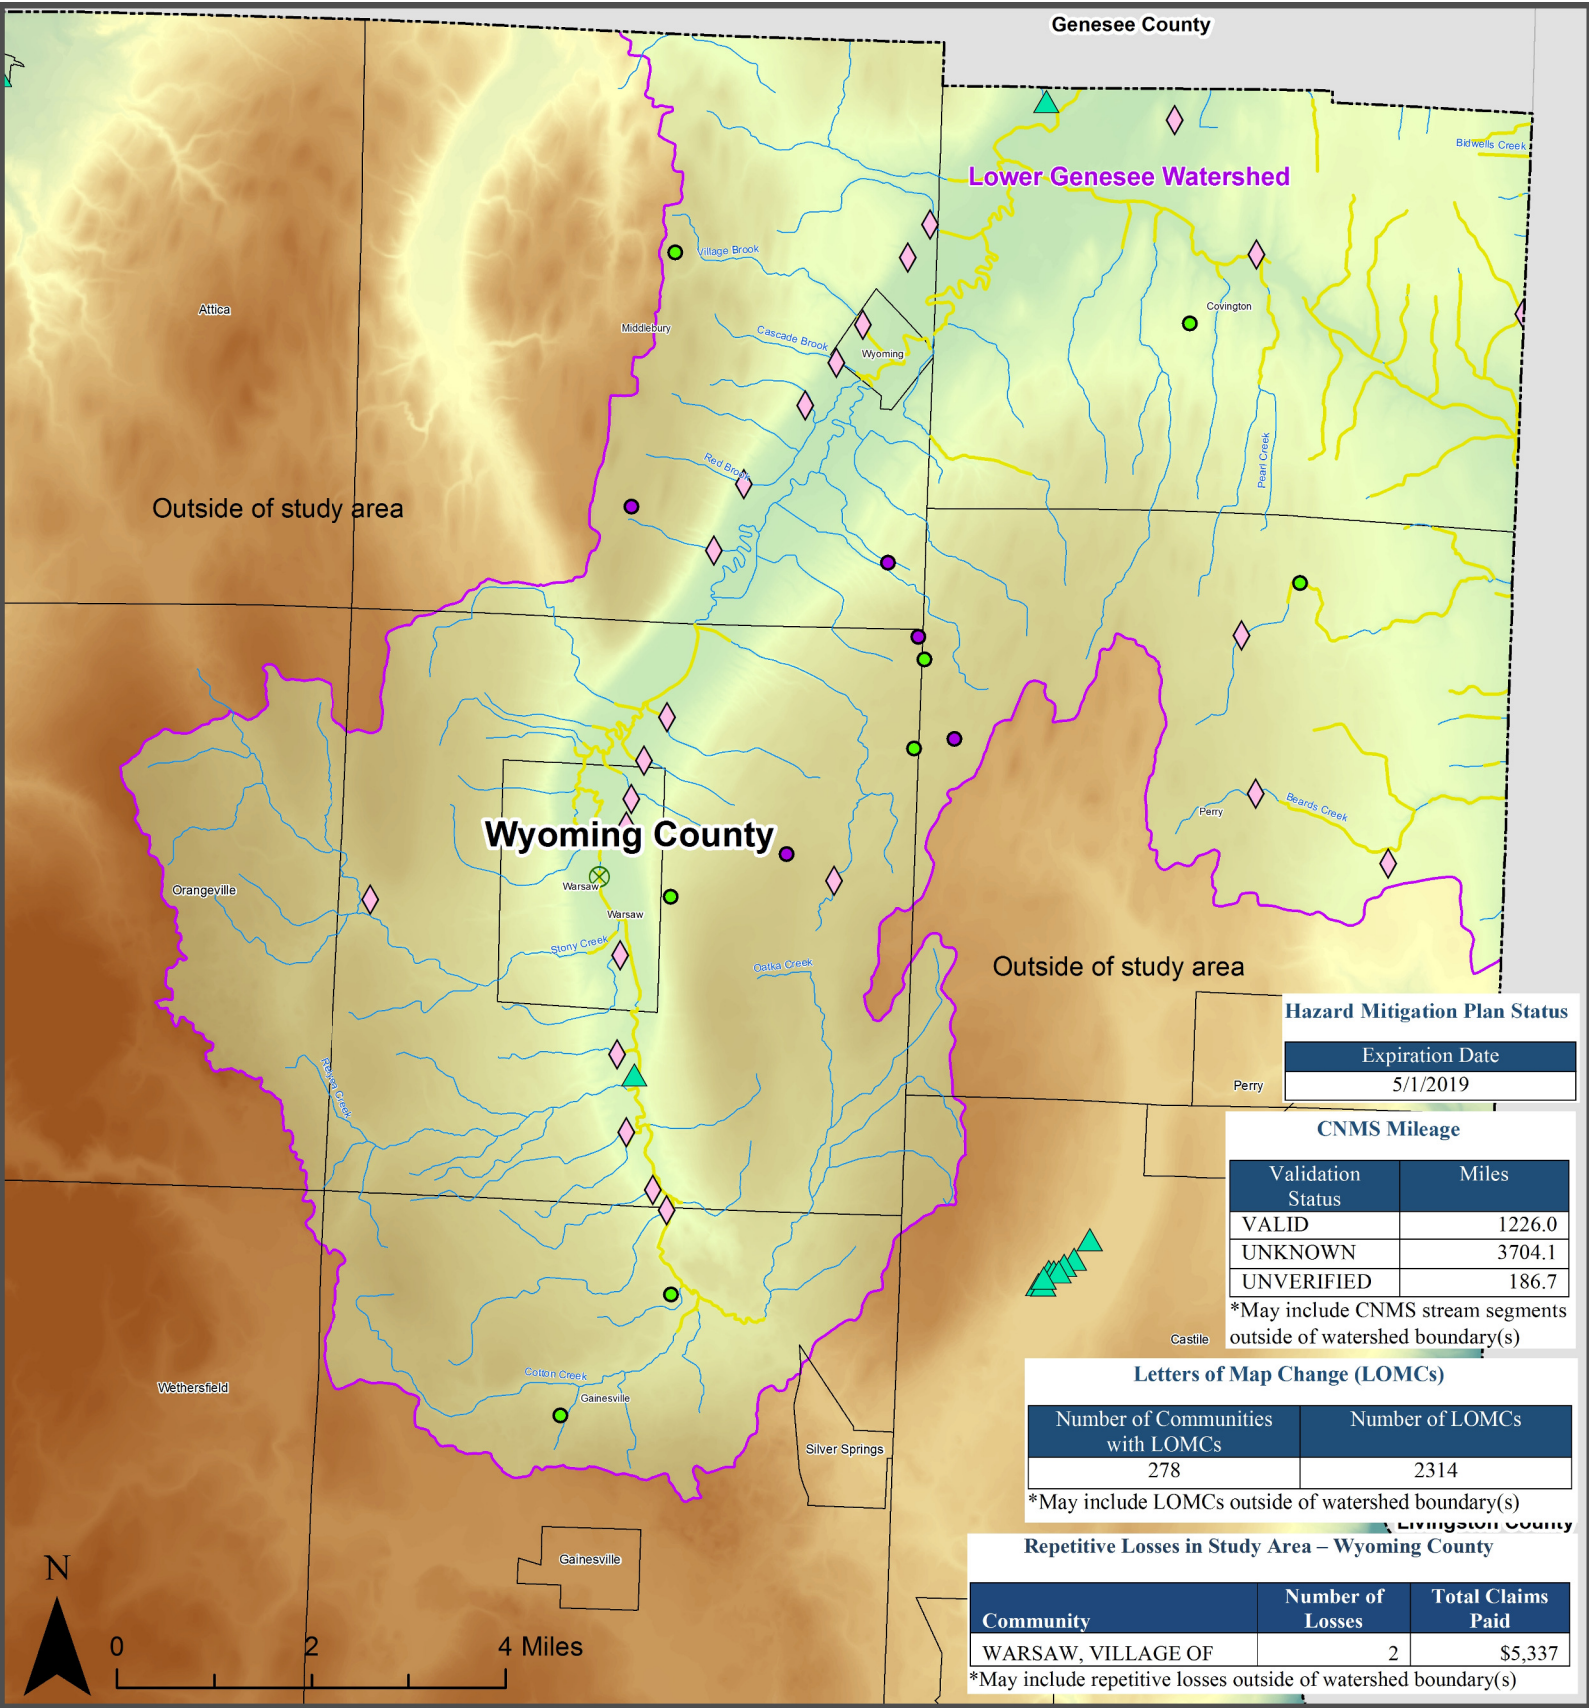 Genesee County
Bidwells Creek
Lower Genesee Watershed
Village Brook
Attica
Covington
Middlebury
Cascade Brook
Wyoming
Pearl Creek
Red Brook
Outside of study area
Perry
Beards Creek
Wyoming County
Warsaw
Orangeville
Warsaw
Stony Creek
Oatka Creek
Outside of study area
Hazard Mitigation Plan Status
Expiration Date
5/1/2019
Perry
Relyea Creek
CNMS Mileage
Validation Status Miles
VALID 1226.0
UNKNOWN 3704.1
UNVERIFIED 186.7
*May include CNMS stream segments
outside of watershed boundary(s)
Castile
Letters of Map Change (LOMCs)
Cotton Creek
Wethersfield
Gainesville
Number of Communities with LOMCs Number of LOMCs
278 2314
Silver Springs
*May include LOMCs outside of watershed boundary(s)
Livingston County
Repetitive Losses in Study Area – Wyoming County
Gainesville
N
Community Number of Losses Total Claims Paid
WARSAW, VILLAGE OF 2 $5,337
*May include repetitive losses outside of watershed boundary(s)
0 2 4 Miles